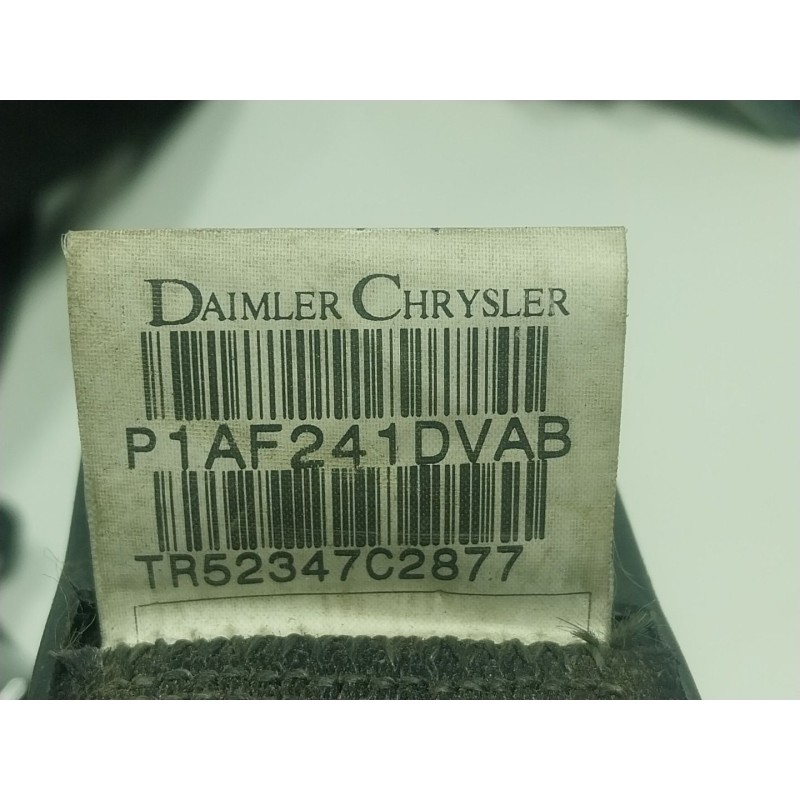 DAIMLER CHRYSLER
P1AF241DVAB
TR52347C2877